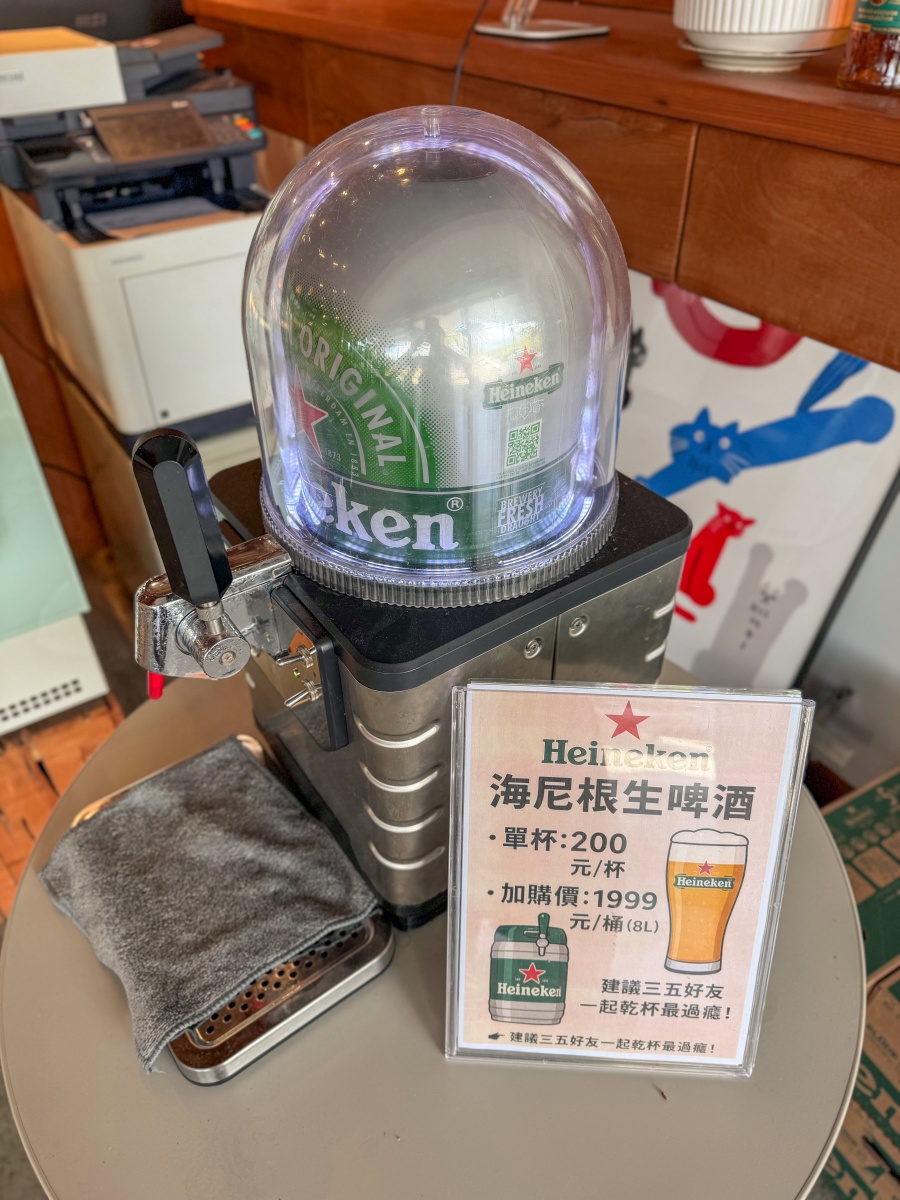 ORIGINAL
1873
eken®
Heineken
BREWERY
FRESH
DRAUGHT
Heineken
海尼根生啤酒
・單杯:200
元/杯
・加購價:1999
元/桶(8L)
Heineken
Heineken
建議三五好友
一起乾杯最過癮!
☛ 建議三五好友一起乾杯最過癮!